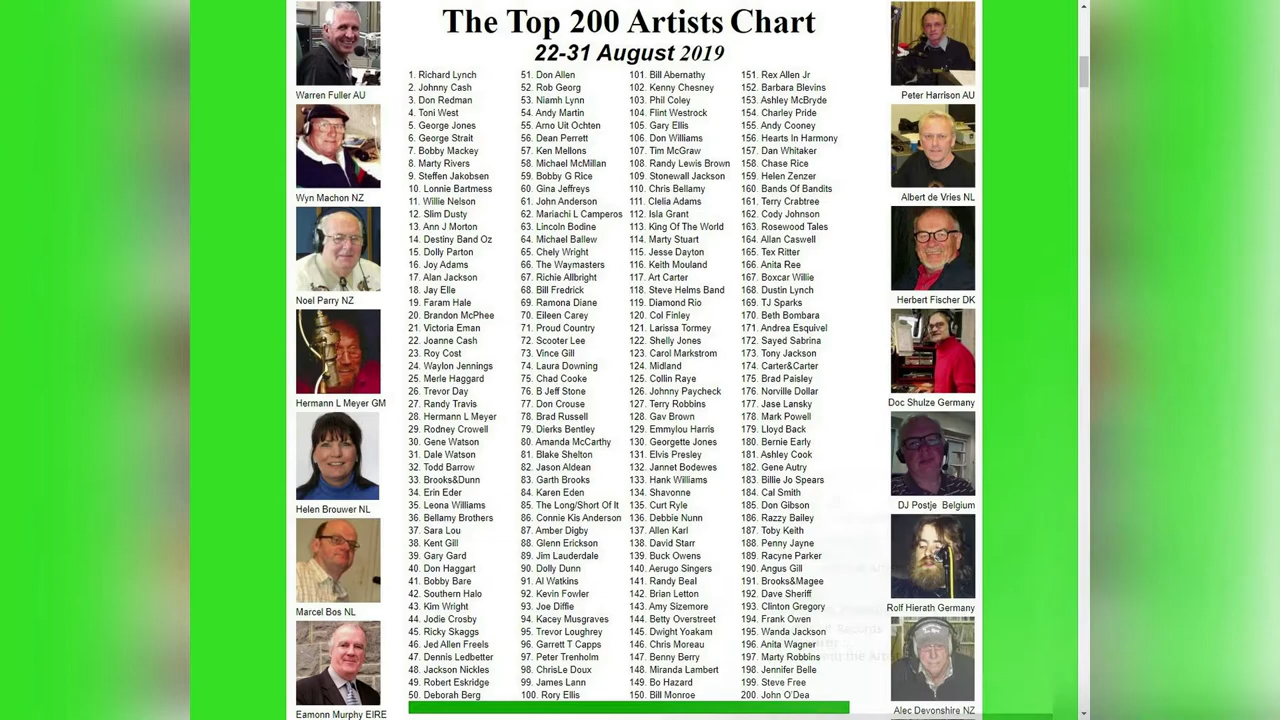 The Top 200 Artists Chart
22-31 August 2019
1. Richard Lynch
2. Johnny Cash
3. Don Redman
4. Toni West
5. George Jones
6. George Strait
7. Bobby Mackey
8. Marty Rivers
9. Steffen Jakobsen
10. Lonnie Bartmess
11. Willie Nelson
12. Slim Dusty
13. Ann J Morton
14. Destiny Band Oz
15. Dolly Parton
16. Joy Adams
17. Alan Jackson
18. Jay Elle
19. Faram Hale
20. Brandon McPhee
21. Victoria Eman
22. Joanne Cash
23. Roy Cost
24. Waylon Jennings
25. Merle Haggard
26. Trevor Day
27. Randy Travis
28. Hermann L Meyer
29. Rodney Crowell
30. Gene Watson
31. Dale Watson
32. Todd Barrow
33. Brooks&Dunn
34. Erin Eder
35. Leona Williams
36. Bellamy Brothers
37. Sara Lou
38. Kent Gill
39. Gary Gard
40. Don Haggart
41. Bobby Bare
42. Southern Halo
43. Kim Wright
44. Jodie Crosby
45. Ricky Skaggs
46. Jed Allen Freels
47. Dennis Ledbetter
48. Jackson Nickles
49. Robert Eskridge
50. Deborah Berg
51. Don Allen
52. Rob Georg
53. Niamh Lynn
54. Andy Martin
55. Arno Uit Ochten
56. Dean Perrett
57. Ken Mellons
58. Michael McMillan
59. Bobby G Rice
60. Gina Jeffreys
61. John Anderson
62. Mariachi L Camperos
63. Lincoln Bodine
64. Michael Ballew
65. Chely Wright
66. The Waymasters
67. Richie Allbright
68. Bill Fredrick
69. Ramona Diane
70. Eileen Carey
71. Proud Country
72. Scooter Lee
73. Vince Gill
74. Laura Downing
75. Chad Cooke
76. B Jeff Stone
77. Don Crouse
78. Brad Russell
79. Dierks Bentley
80. Amanda McCarthy
81. Blake Shelton
82. Jason Aldean
83. Garth Brooks
84. Karen Eden
85. The Long/Short Of It
86. Connie Kis Anderson
87. Amber Digby
88. Glenn Erickson
89. Jim Lauderdale
90. Dolly Dunn
91. Al Watkins
92. Kevin Fowler
93. Joe Diffie
94. Kacey Musgraves
95. Trevor Loughrey
96. Garrett T Capps
97. Peter Trenholm
98. ChrisLe Doux
99. James Lann
100. Rory Ellis
101. Bill Abernathy
102. Kenny Chesney
103. Phil Coley
104. Flint Westrock
105. Gary Ellis
106. Don Williams
107. Tim McGraw
108. Randy Lewis Brown
109. Stonewall Jackson
110. Chris Bellamy
111. Clelia Adams
112. Isla Grant
113. King Of The World
114. Marty Stuart
115. Jesse Dayton
116. Keith Mouland
117. Art Carter
118. Steve Helms Band
119. Diamond Rio
120. Col Finley
121. Larissa Tormey
122. Shelly Jones
123. Carol Markstrom
124. Midland
125. Collin Raye
126. Johnny Paycheck
127. Terry Robbins
128. Gav Brown
129. Emmylou Harris
130. Georgette Jones
131. Elvis Presley
132. Jannet Bodewes
133. Hank Williams
134. Shavonne
135. Curt Ryle
136. Debbie Nunn
137. Allen Karl
138. David Starr
139. Buck Owens
140. Aerugo Singers
141. Randy Beal
142. Brian Letton
143. Amy Sizemore
144. Betty Overstreet
145. Dwight Yoakam
146. Chris Moreau
147. Benny Berry
148. Miranda Lambert
149. Bo Hazard
150. Bill Monroe
151. Rex Allen Jr
152. Barbara Blevins
153. Ashley McBryde
154. Charley Pride
155. Andy Cooney
156. Hearts In Harmony
157. Dan Whitaker
158. Chase Rice
159. Helen Zenzer
160. Bands Of Bandits
161. Terry Crabtree
162. Cody Johnson
163. Rosewood Tales
164. Allan Caswell
165. Tex Ritter
166. Anita Ree
167. Boxcar Willie
168. Dustin Lynch
169. TJ Sparks
170. Beth Bombara
171. Andrea Esquivel
172. Sayed Sabrina
173. Tony Jackson
174. Carter&Carter
175. Brad Paisley
176. Norville Dollar
177. Jase Lansky
178. Mark Powell
179. Lloyd Back
180. Bernie Early
181. Ashley Cook
182. Gene Autry
183. Billie Jo Spears
184. Cal Smith
185. Don Gibson
186. Razzy Bailey
187. Toby Keith
188. Penny Jayne
189. Racyne Parker
190. Angus Gill
191. Brooks&Magee
192. Dave Sheriff
193. Clinton Gregory
194. Frank Owen
195. Wanda Jackson
196. Anita Wagner
197. Marty Robbins
198. Jennifer Belle
199. Steve Free
200. John O'Dea
Warren Fuller AU
Wyn Machon NZ
Noel Parry NZ
Hermann L Meyer GM
Helen Brouwer NL
Marcel Bos NL
Eamonn Murphy EIRE
Peter Harrison AU
Albert de Vries NL
Herbert Fischer DK
Doc Shulze Germany
DJ Postje Belgium
Rolf Hierath Germany
Alec Devonshire NZ